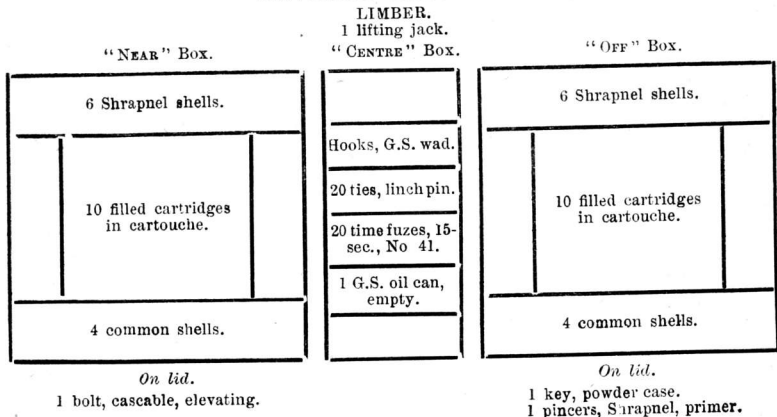 LIMBER.
1 lifting jack.
"NEAR" Box.
"CENTRE" Box.
"OFF" Box.
6 Shrapnel shells.
10 filled cartridges
in cartouche.
4 common shells.
On lid.
1 bolt, cascable, elevating.
Hooks, G.S. wad.
20 ties, linch pin.
20 time fuzes, 15-
sec., No 41.
1 G.S. oil can,
empty.
6 Shrapnel shells.
10 filled cartridges
in cartouche.
4 common shells.
On lid.
1 key, powder case.
1 pincers, Shrapnel, primer.